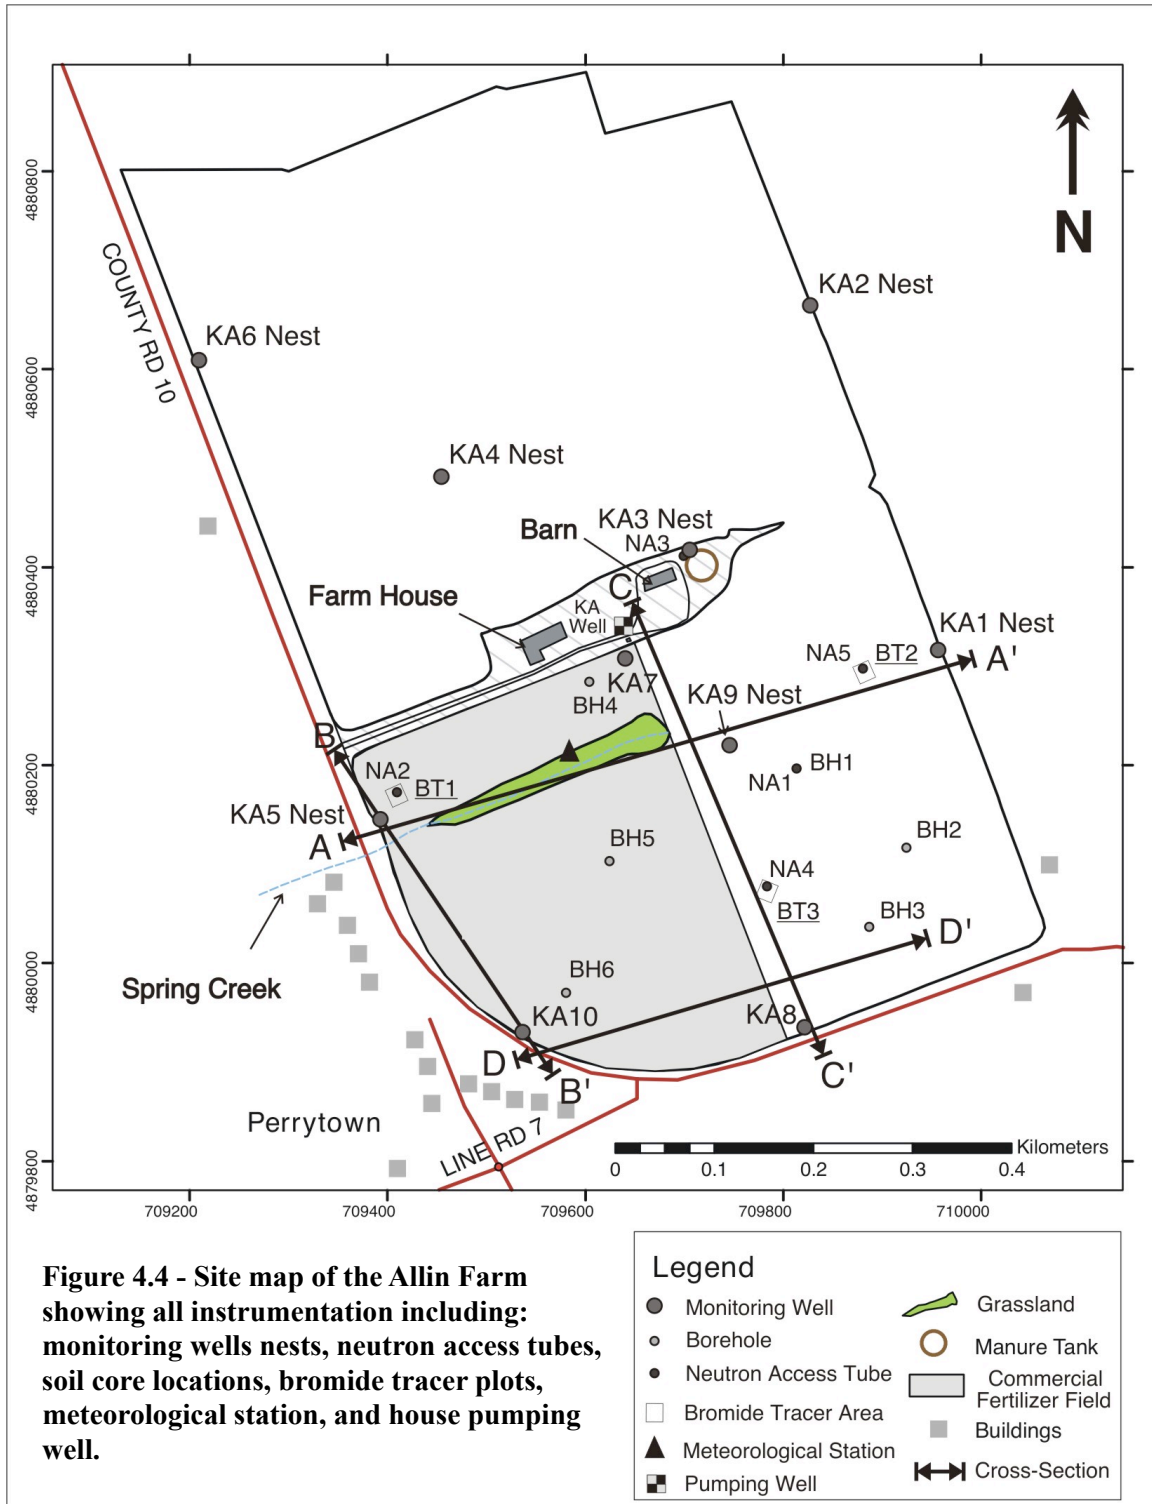 4880800
4880600
4880400
4880200
4880000
4879800
709200
709400
709600
709800
710000
N
COUNTY RD 10
KA2 Nest
KA6 Nest
KA4 Nest
KA3 Nest
Barn
NA3
C
Farm House
KA
Well
KA1 Nest
NA5
BT2
A'
KA7
KA9 Nest
BH4
B
NA2
BT1
BH1
NA1
KA5 Nest
A
BH5
BH2
NA4
BT3
BH3
D'
Spring Creek
BH6
KA10
KA8
D
B'
C'
Perrytown
LINE RD 7
Kilometers
0
0.1
0.2
0.3
0.4
Figure 4.4 - Site map of the Allin Farm
showing all instrumentation including:
monitoring wells nests, neutron access tubes,
soil core locations, bromide tracer plots,
meteorological station, and house pumping
well.
Legend
Monitoring Well
Borehole
Neutron Access Tube
Bromide Tracer Area
Meteorological Station
Pumping Well
Grassland
Manure Tank
Commercial
Fertilizer Field
Buildings
Cross-Section